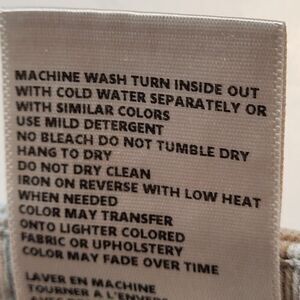 MACHINE WASH TURN INSIDE OUT
WITH COLD WATER SEPARATELY OR
WITH SIMILAR COLORS
USE MILD DETERGENT
NO BLEACH DO NOT TUMBLE DRY
HANG TO DRY
DO NOT DRY CLEAN
IRON ON REVERSE WITH LOW HEAT
WHEN NEEDED
COLOR MAY TRANSFER
ONTO LIGHTER COLORED
FABRIC OR UPHOLSTERY
COLOR MAY FADE OVER TIME
LAVER EN MACHINE
TOURNER A L'ENVERS